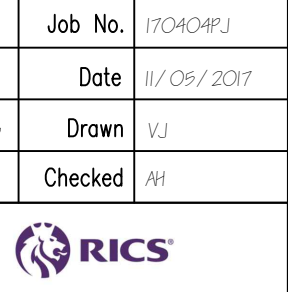 Job No. 170404PJ
Date 11/05/2017
Drawn VJ
Checked AH
RICS®